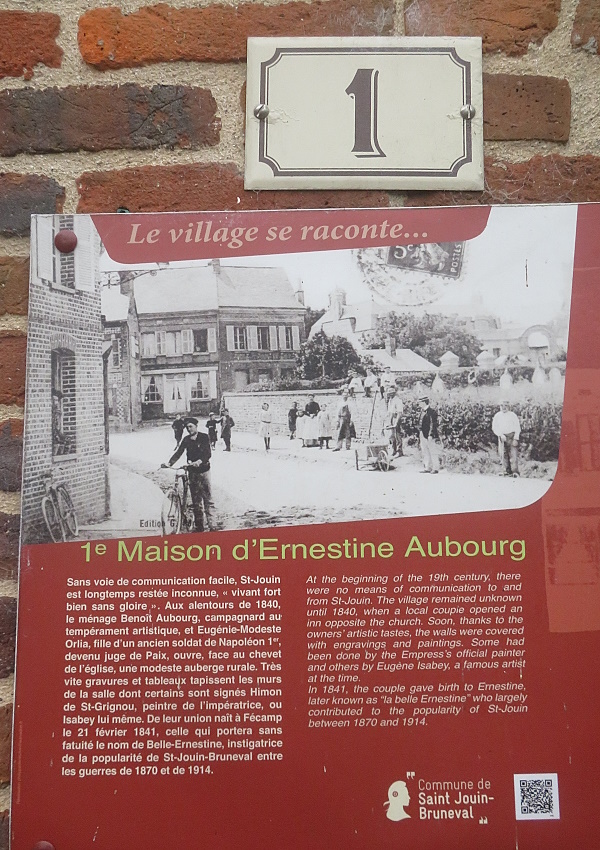 1
Le village se raconte...
5c
Edition G.
1e Maison d'Ernestine Aubourg
Sans voie de communication facile, St-Jouin
est longtemps restée inconnue, « vivant fort
bien sans gloire ». Aux alentours de 1840,
le ménage Benoît Aubourg, campagnard au
tempérament artistique, et Eugénie-Modeste
Orlia, fille d'un ancien soldat de Napoléon 1er,
devenu juge de Paix, ouvre, face au chevet
de l'église, une modeste auberge rurale. Très
vite gravures et tableaux tapissent les murs
de la salle dont certains sont signés Himon
de St-Grignou, peintre de l'impératrice, ou
Isabey lui même. De leur union naît à Fécamp
le 21 février 1841, celle qui portera sans
fatuité le nom de Belle-Ernestine, instigatrice
de la popularité de St-Jouin-Bruneval entre
les guerres de 1870 et de 1914.
At the beginning of the 19th century, there
were no means of communication to and
from St-Jouin. The village remained unknown
until 1840, when a local couple opened an
inn opposite the church. Soon, thanks to the
owners' artistic tastes, the walls were covered
with engravings and paintings. Some had
been done by the Empress's official painter
and others by Eugène Isabey, a famous artist
at the time.
In 1841, the couple gave birth to Ernestine,
later known as "la belle Ernestine" who largely
contributed to the popularity of St-Jouin
between 1870 and 1914.
Commune de
Saint Jouin-
Bruneval